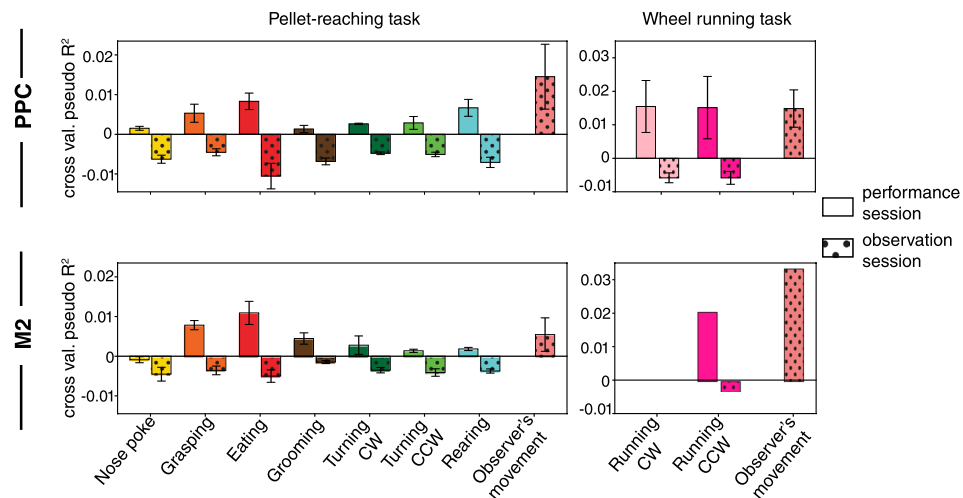 Pellet-reaching task
Wheel running task
PPC
cross val. pseudo R²
0.02
0.01
0
-0.01
0.03
0.02
0.01
0
-0.01
performance
session
observation
session
M2
cross val. pseudo R²
0.02
0.01
0
-0.01
0.03
0.02
0.01
0
-0.01
Nose poke
Grasping
Eating
Grooming
Turning
CW
Turning
CCW
Rearing
Observer's
movement
Running
CW
Running
CCW
Observer's
movement